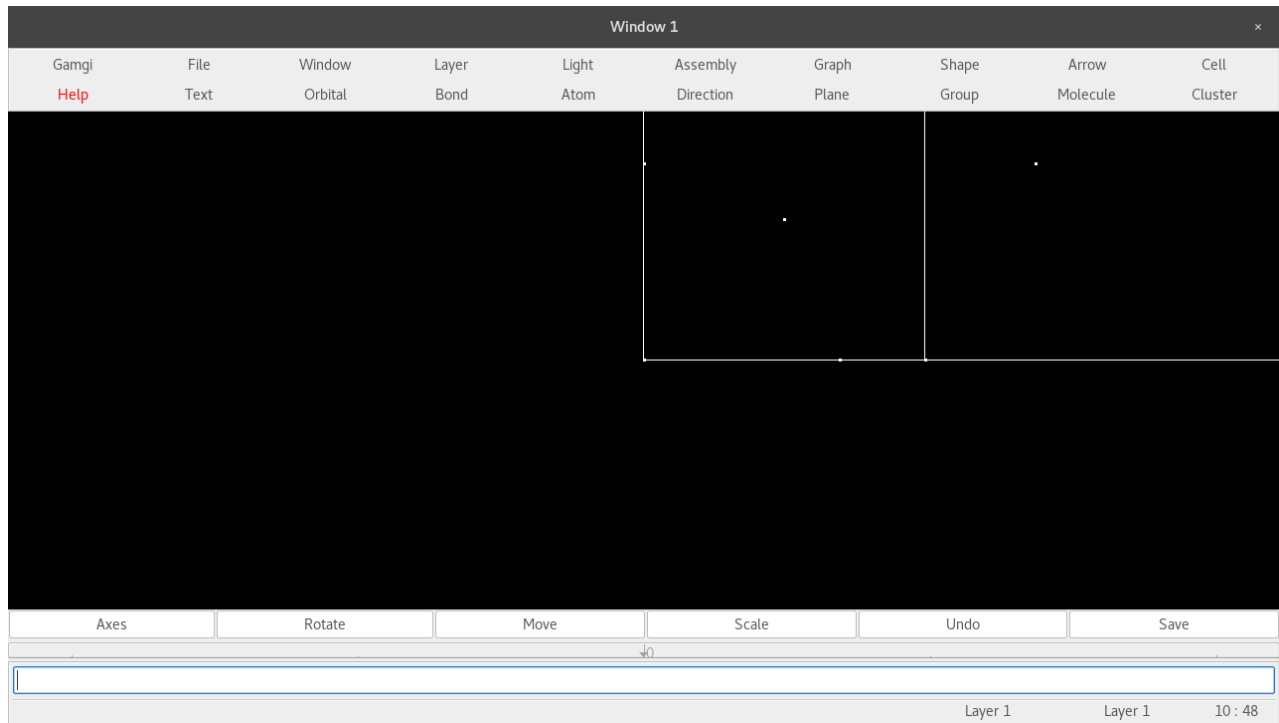 Window 1 ×
Gamgi File Window Layer Light Assembly Graph Shape Arrow Cell
Help Text Orbital Bond Atom Direction Plane Group Molecule Cluster
Axes Rotate Move Scale Undo Save
0
Layer 1 Layer 1 10 : 48